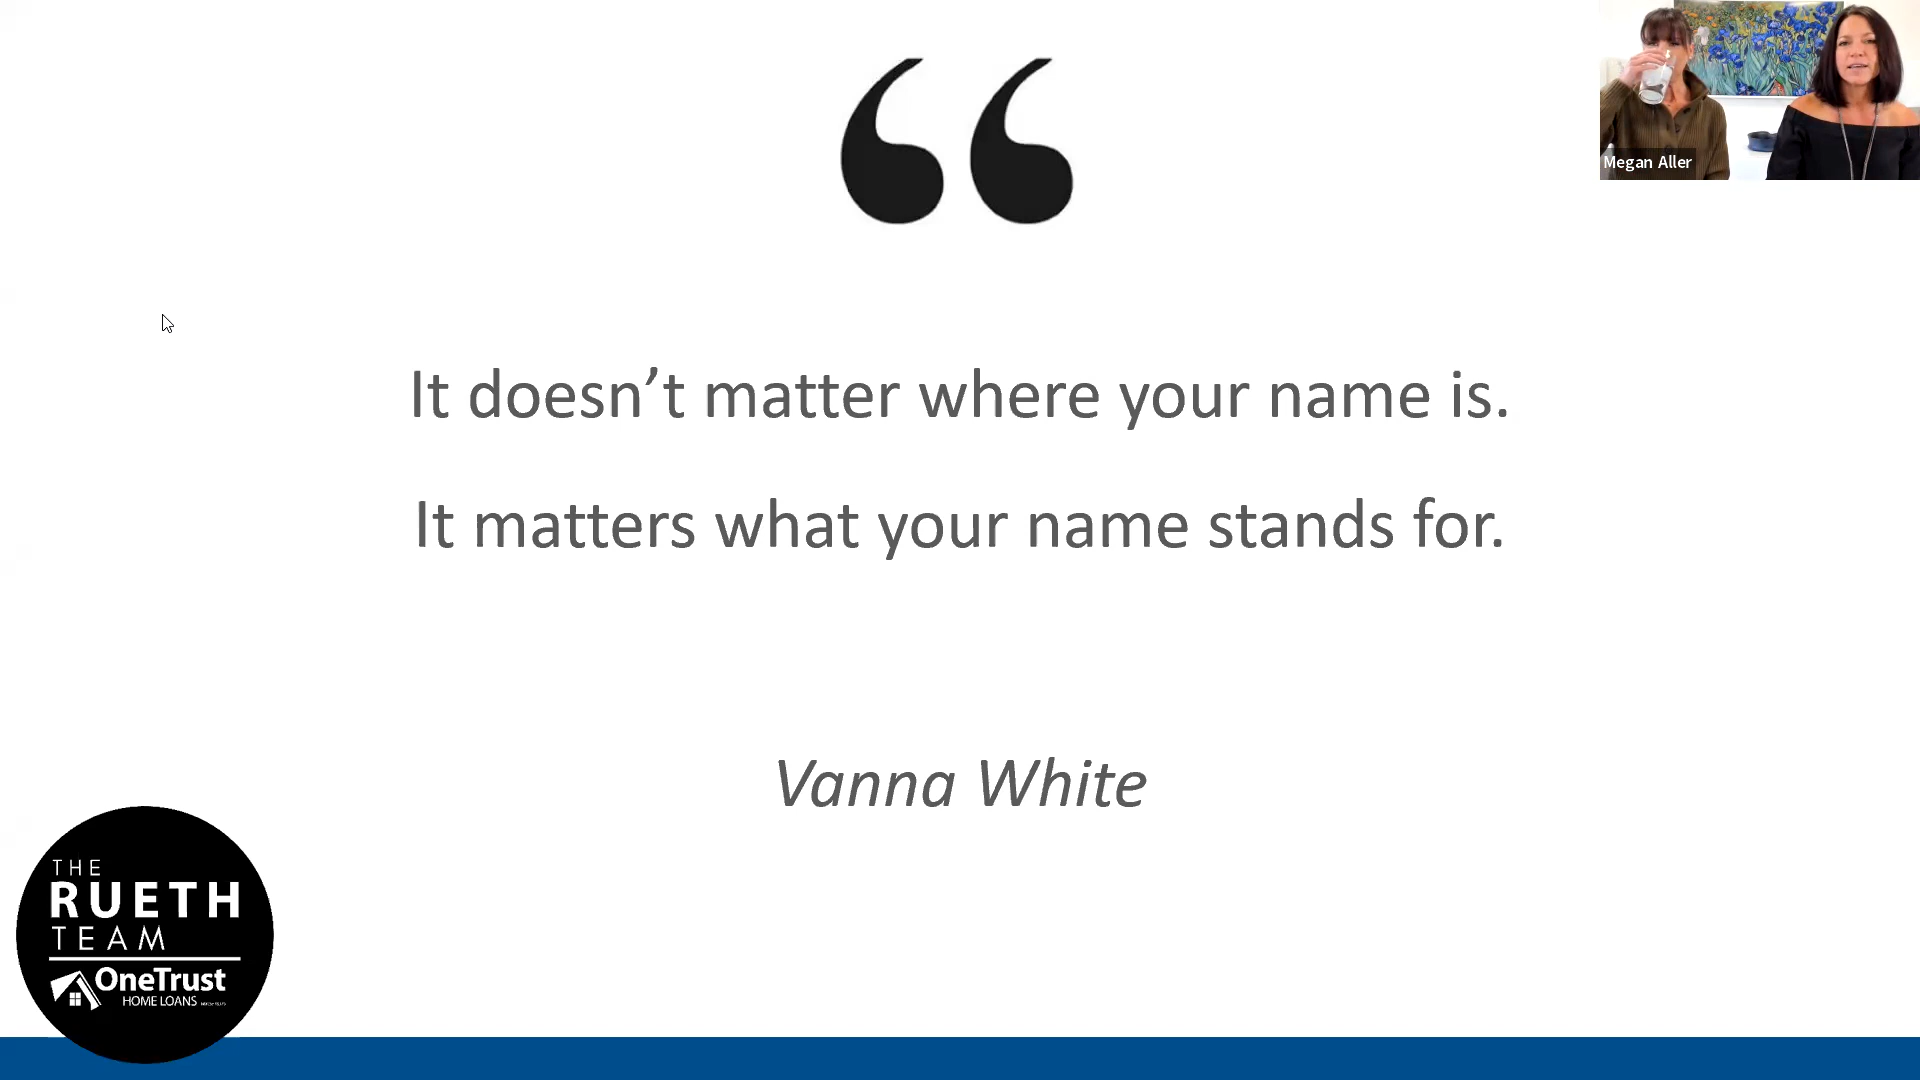 Megan Aller
It doesn’t matter where your name is.
It matters what your name stands for.
Vanna White
THE
RUETH
TEAM
OneTrust
HOME LOANS